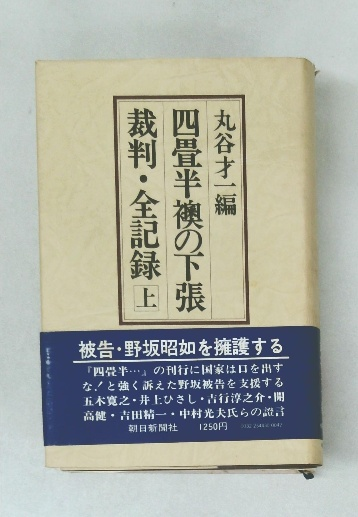 丸谷才一編
四畳半襖の下張
裁判・全記録 上
被告・野坂昭如を擁護する
『四畳半…』の刊行に国家は口を出す
な！と強く訴えた野坂被告を支援する
五木寛之・井上ひさし・吉行淳之介・開
高健・吉田精一・中村光夫氏らの證言
朝日新聞社 1250円